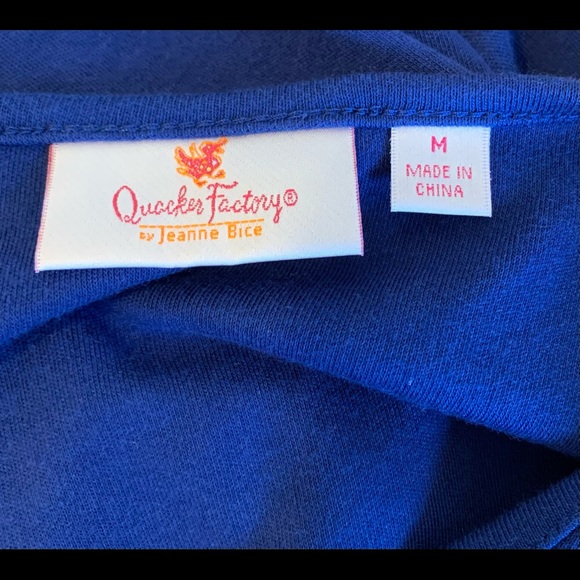 Quacker Factory®
by Jeanne Bice
M
MADE IN
CHINA